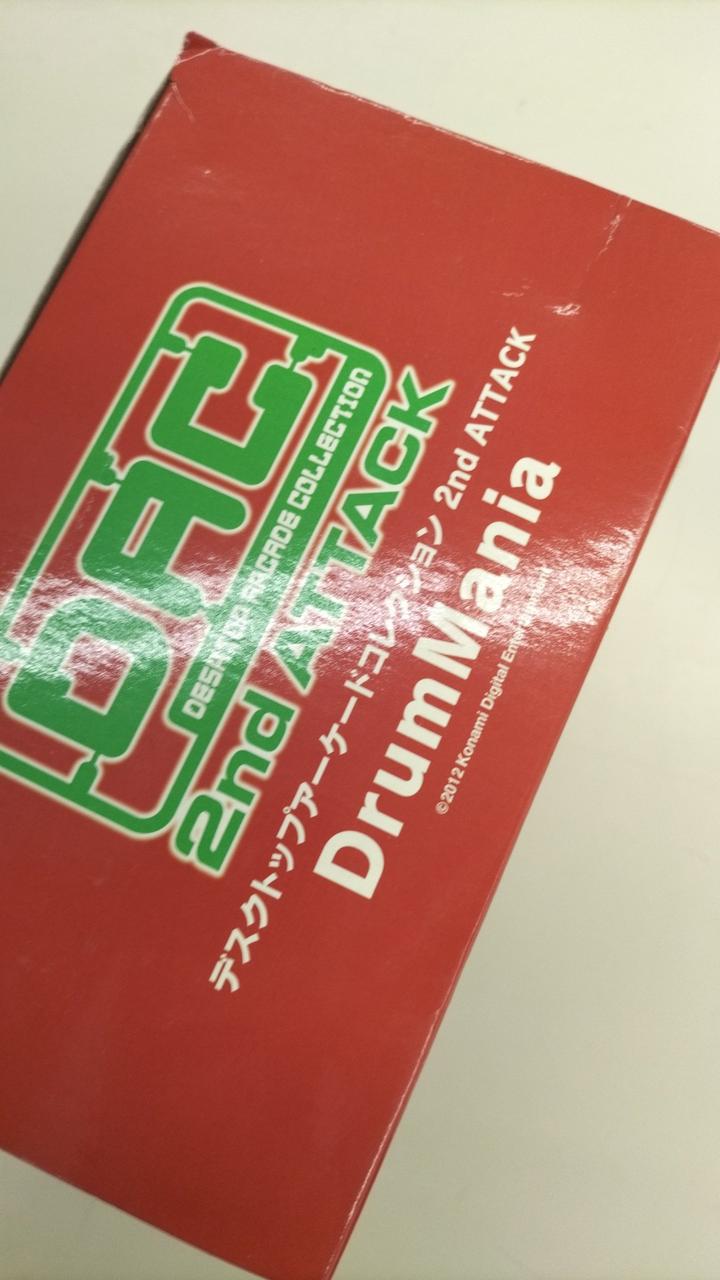 DAC
DESKTOP ARCADE COLLECTION
2nd ATTACK
デスクトップアーケードコレクション 2nd ATTACK
DrumMania
©2012 Konami Digital Entertainment